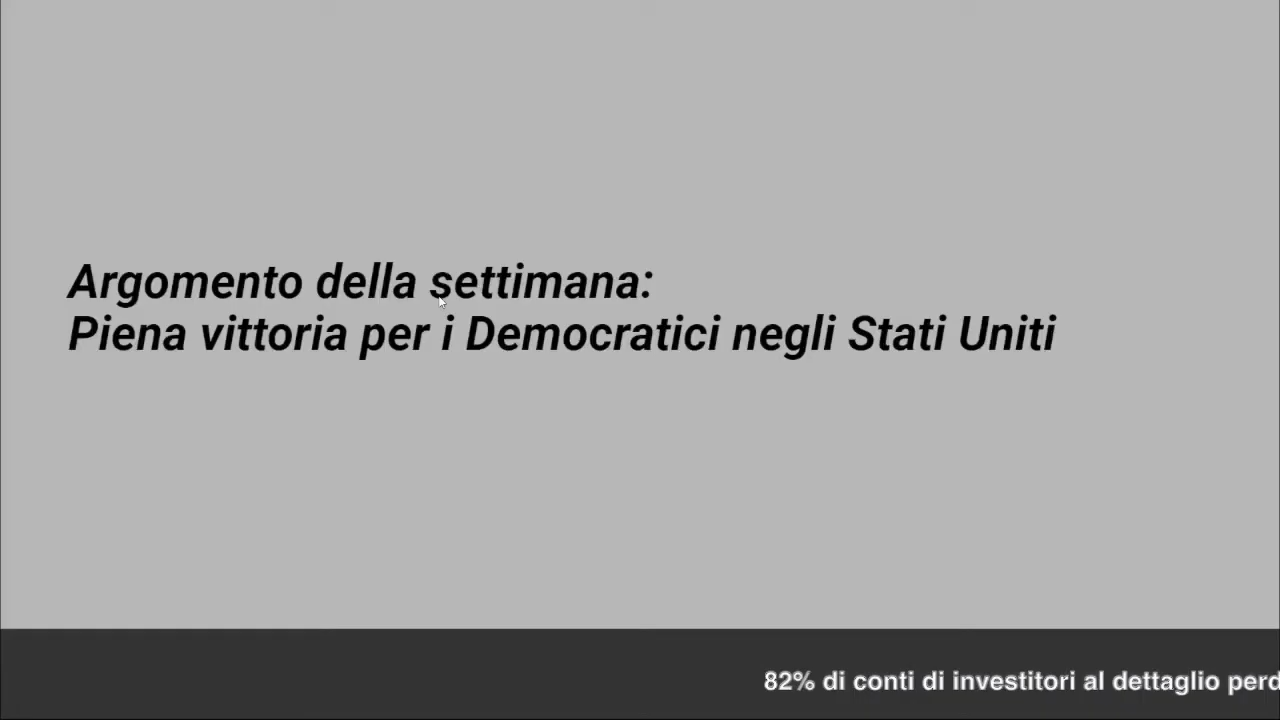 Argomento della settimana:
Piena vittoria per i Democratici negli Stati Uniti
82% di conti di investitori al dettaglio perd